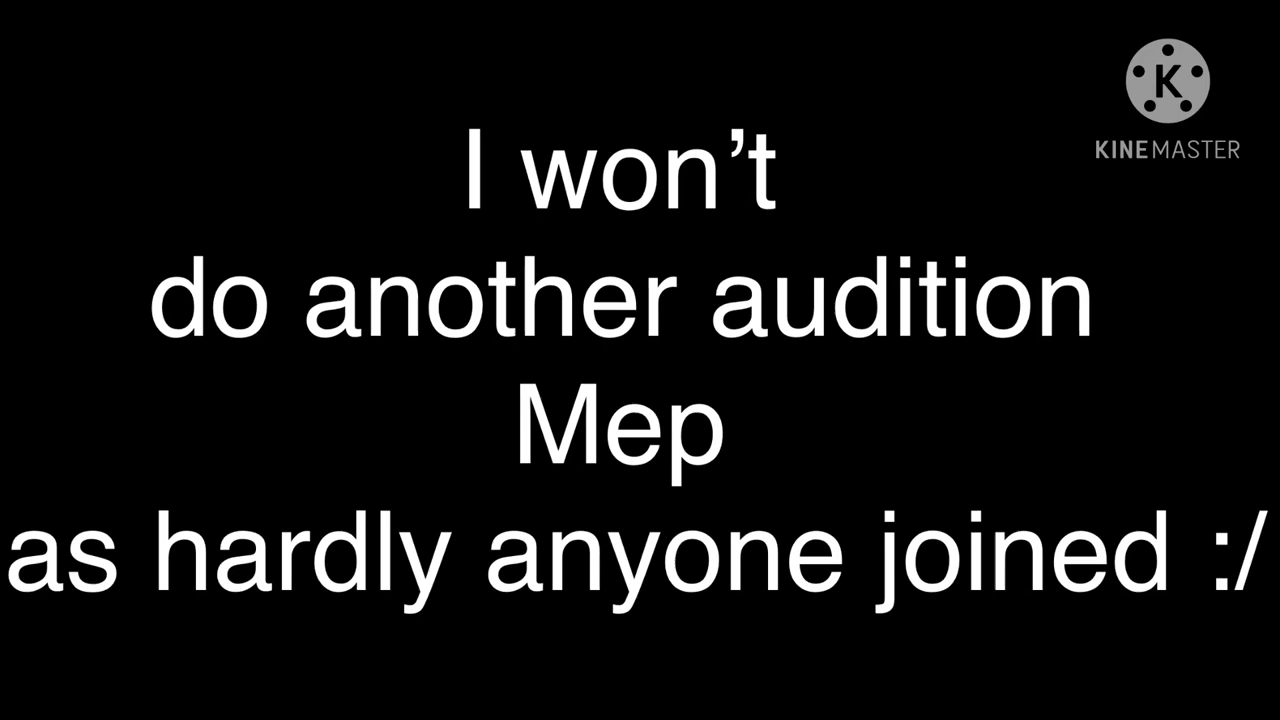 K
KINEMASTER
I won’t
do another audition
Mep
as hardly anyone joined :/